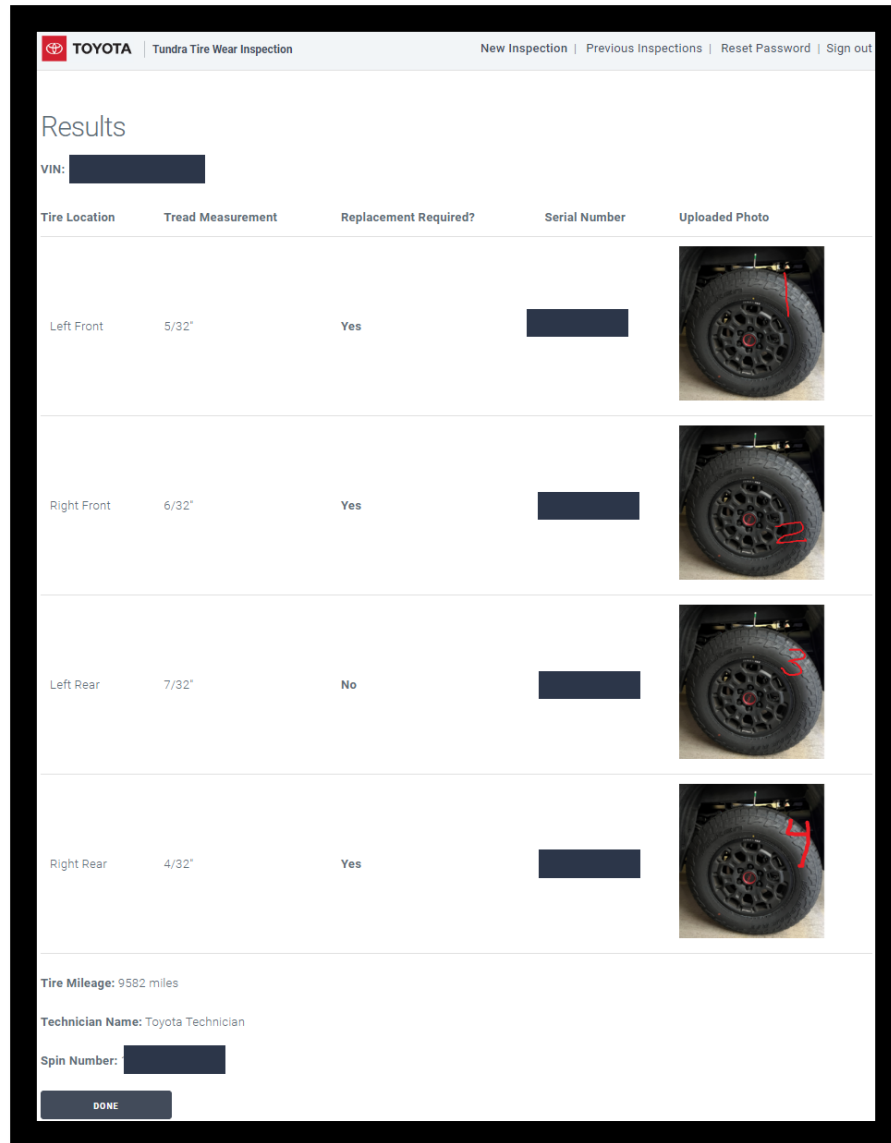 TOYOTA Tundra Tire Wear Inspection New Inspection | Previous Inspections | Reset Password | Sign out
Results
VIN:
Tire Location Tread Measurement Replacement Required? Serial Number Uploaded Photo
1
Left Front 5/32" Yes
Right Front 6/32" Yes
2
3
Left Rear 7/32" No
4
Right Rear 4/32" Yes
Tire Mileage: 9582 miles
Technician Name: Toyota Technician
Spin Number:
DONE